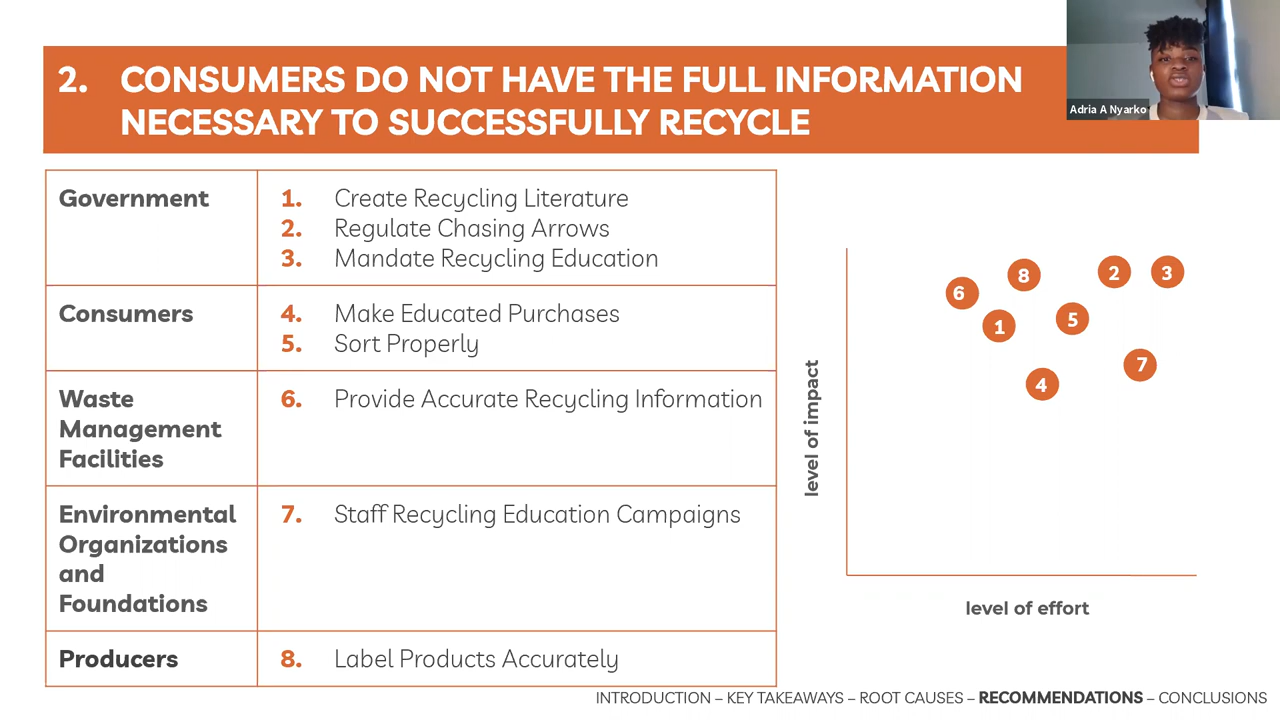 2. CONSUMERS DO NOT HAVE THE FULL INFORMATION
NECESSARY TO SUCCESSFULLY RECYCLE
Adria A Nyarko
Government
1. Create Recycling Literature
2. Regulate Chasing Arrows
3. Mandate Recycling Education
Consumers
4. Make Educated Purchases
5. Sort Properly
Waste
Management
Facilities
6. Provide Accurate Recycling Information
Environmental
Organizations
and
Foundations
7. Staff Recycling Education Campaigns
Producers
8. Label Products Accurately
level of impact
6
8
2
3
1
5
7
4
level of effort
INTRODUCTION – KEY TAKEAWAYS – ROOT CAUSES – RECOMMENDATIONS – CONCLUSIONS